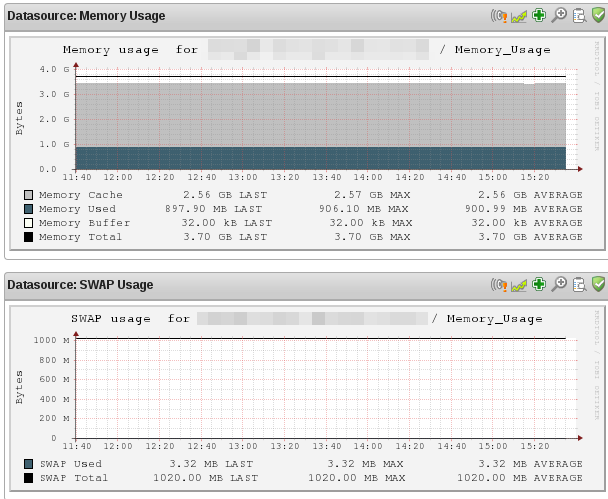 Datasource: Memory Usage
Memory usage for / Memory_Usage
RRDTOOL / TOBI OETIKER
Bytes
4.0 G
3.0 G
2.0 G
1.0 G
0.0
11:40 12:00 12:20 12:40 13:00 13:20 13:40 14:00 14:20 14:40 15:00 15:20
Memory Cache 2.56 GB LAST 2.57 GB MAX 2.56 GB AVERAGE
Memory Used 897.90 MB LAST 906.10 MB MAX 900.99 MB AVERAGE
Memory Buffer 32.00 kB LAST 32.00 kB MAX 32.00 kB AVERAGE
Memory Total 3.70 GB LAST 3.70 GB MAX 3.70 GB AVERAGE
Datasource: SWAP Usage
SWAP usage for / Memory_Usage
RRDTOOL / TOBI OETIKER
Bytes
1000 M
800 M
600 M
400 M
200 M
0
11:40 12:00 12:20 12:40 13:00 13:20 13:40 14:00 14:20 14:40 15:00 15:20
SWAP Used 3.32 MB LAST 3.32 MB MAX 3.32 MB AVERAGE
SWAP Total 1020.00 MB LAST 1020.00 MB MAX 1020.00 MB AVERAGE